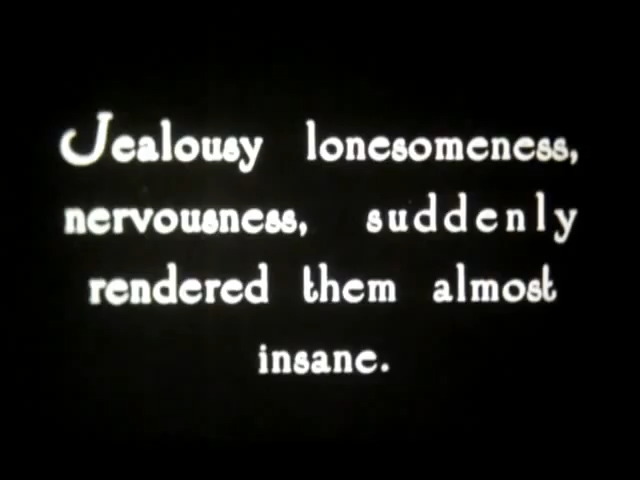 Jealousy lonesomeness,
nervousness, suddenly
rendered them almost
insane.